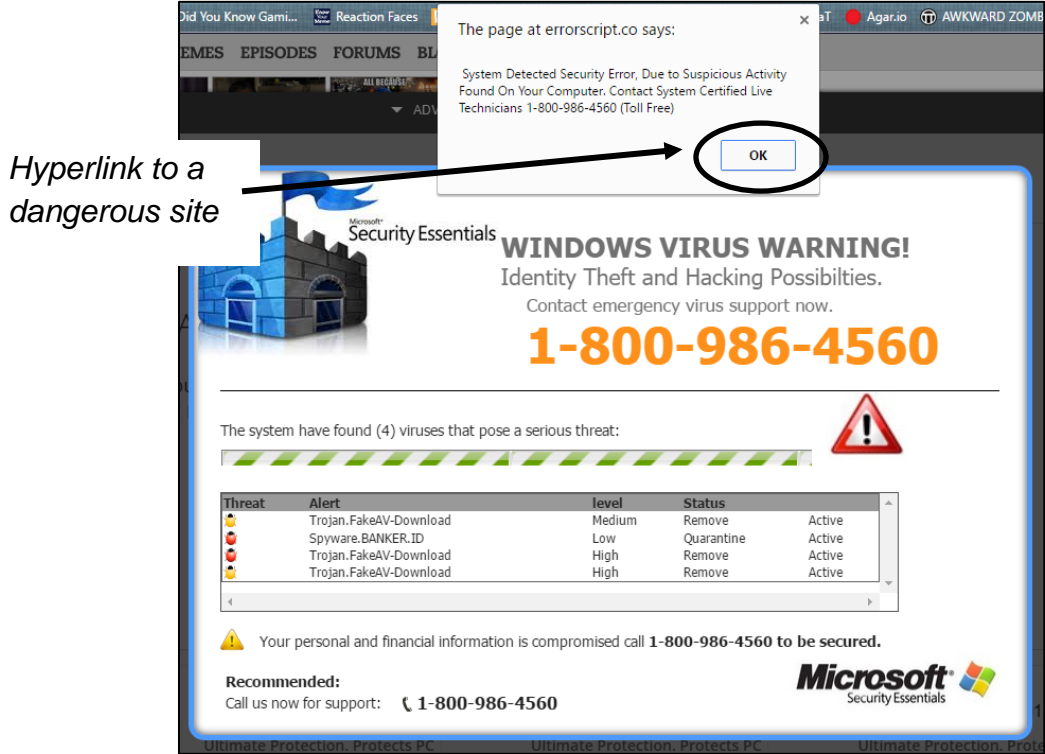 Did You Know Gami...
Reaction Faces
Agar.io
AWKWARD ZOMB
EPISODES
FORUMS
ALL BECAUSE
The page at errorscript.co says:
System Detected Security Error, Due to Suspicious Activity
Found On Your Computer. Contact System Certified Live
Technicians 1-800-986-4560 (Toll Free)
OK
Hyperlink to a
dangerous site
Microsoft
Security Essentials
WINDOWS VIRUS WARNING!
Identity Theft and Hacking Possibilties.
Contact emergency virus support now.
1-800-986-4560
The system have found (4) viruses that pose a serious threat:
Threat Alert level Status
Trojan.FakeAV-Download Medium Remove Active
Spyware.BANKER.ID Low Quarantine Active
Trojan.FakeAV-Download High Remove Active
Trojan.FakeAV-Download High Remove Active
Your personal and financial information is compromised call 1-800-986-4560 to be secured.
Recommended:
Call us now for support: 1-800-986-4560
Microsoft
Security Essentials
Ultimate Protection. Protects PC Ultimate Protection. Protects PC Ultimate Protection. Prote